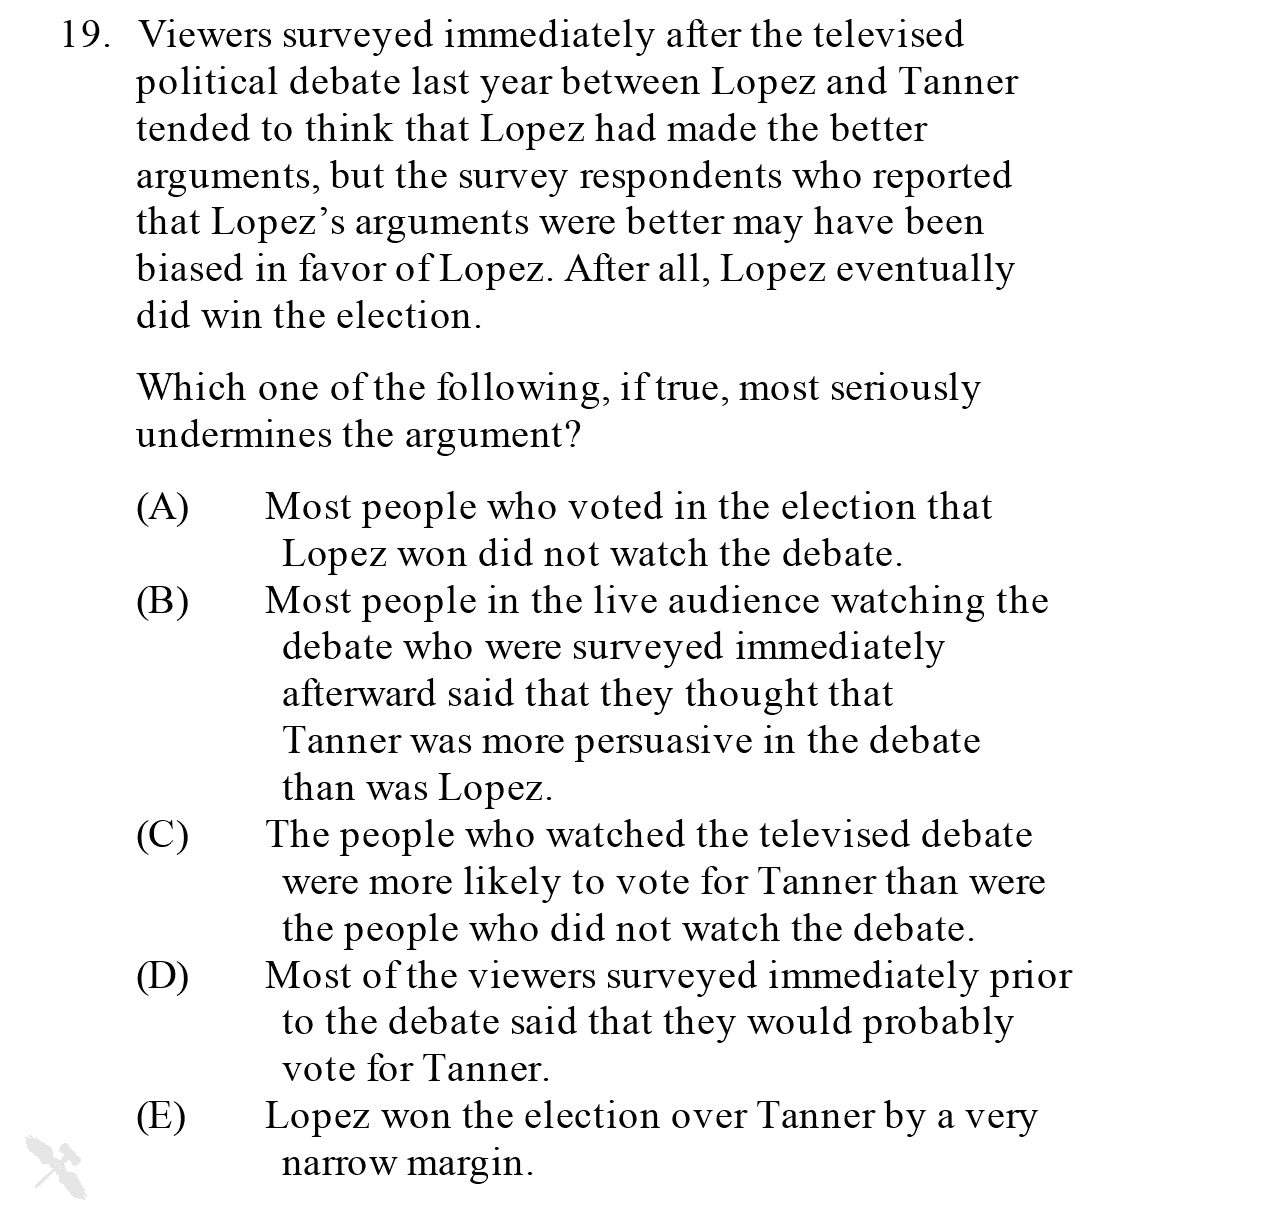 19. Viewers surveyed immediately after the televised
political debate last year between Lopez and Tanner
tended to think that Lopez had made the better
arguments, but the survey respondents who reported
that Lopez’s arguments were better may have been
biased in favor of Lopez. After all, Lopez eventually
did win the election.
Which one of the following, if true, most seriously
undermines the argument?
(A) Most people who voted in the election that
Lopez won did not watch the debate.
(B) Most people in the live audience watching the
debate who were surveyed immediately
afterward said that they thought that
Tanner was more persuasive in the debate
than was Lopez.
(C) The people who watched the televised debate
were more likely to vote for Tanner than were
the people who did not watch the debate.
(D) Most of the viewers surveyed immediately prior
to the debate said that they would probably
vote for Tanner.
(E) Lopez won the election over Tanner by a very
narrow margin.